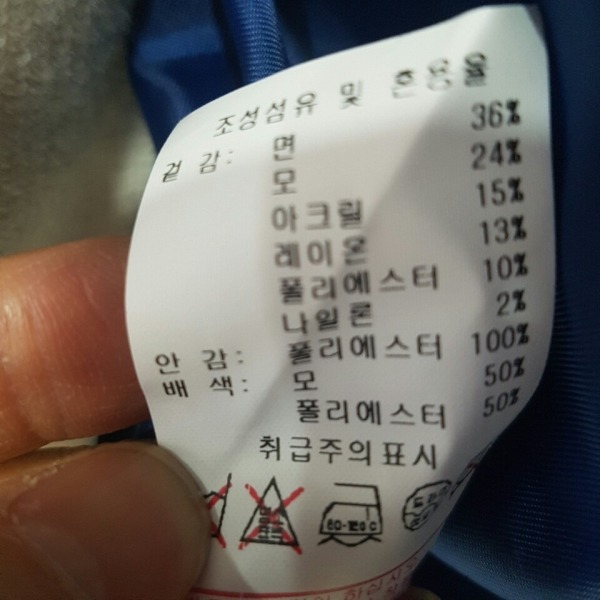 조성섬유 및 혼용율
겉 감: 면 36%
모 24%
아크릴 15%
레이온 13%
폴리에스터 10%
나일론 2%
안 감: 폴리에스터 100%
배 색: 모 50%
폴리에스터 50%
취급주의표시